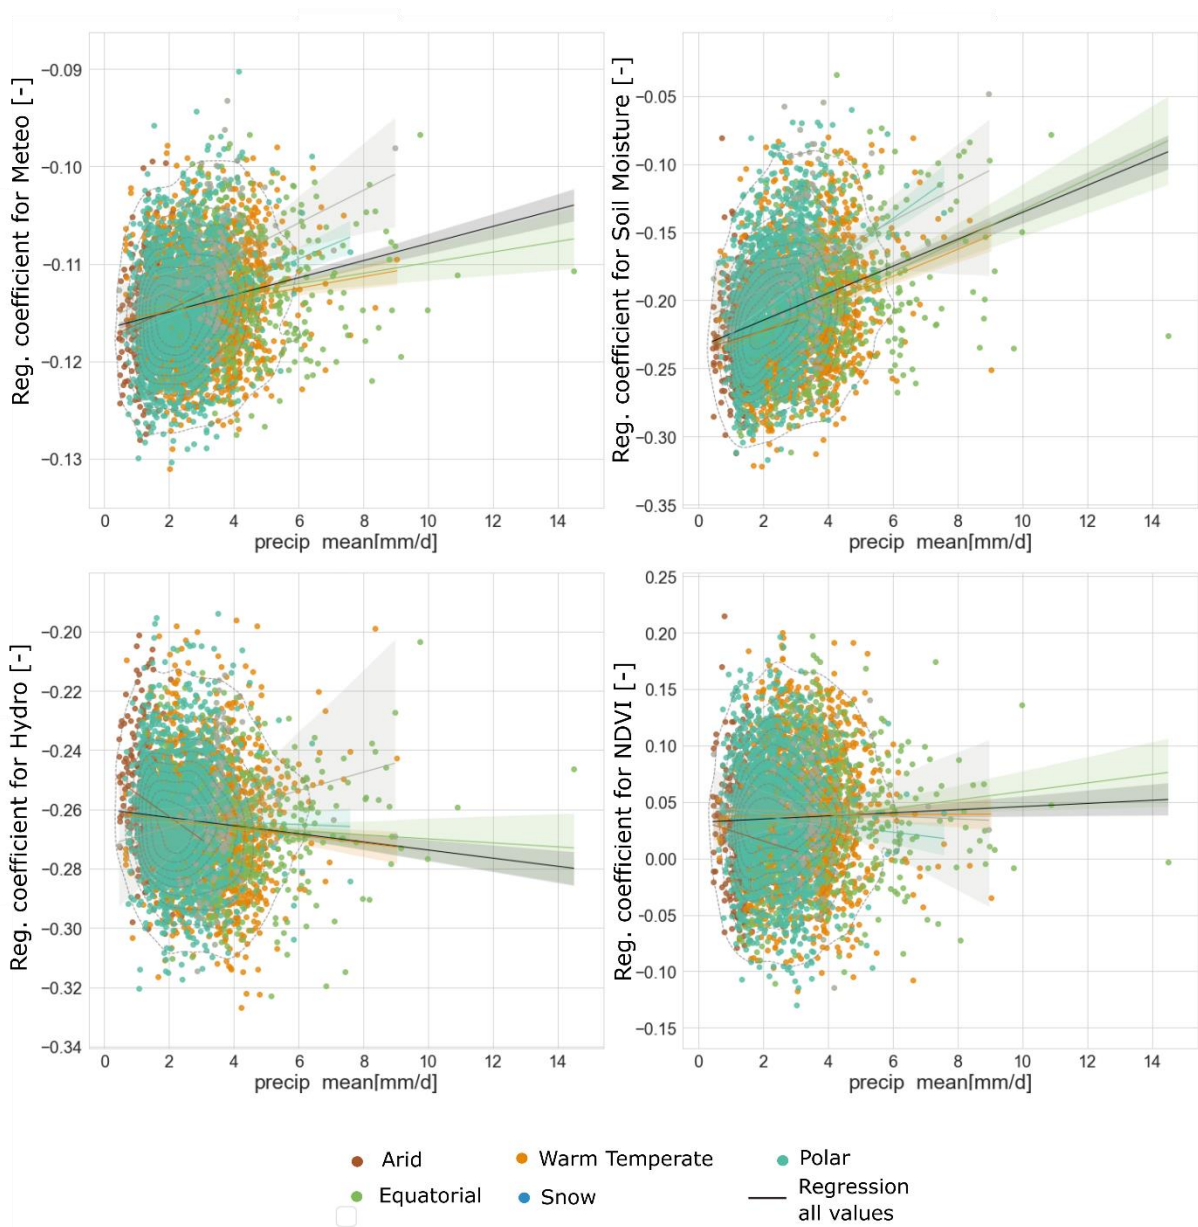 Reg. coefficient for Meteo [-]
−0.09
−0.10
−0.11
−0.12
−0.13
0 2 4 6 8 10 12 14
precip mean[mm/d]
Reg. coefficient for Soil Moisture [-]
−0.05
−0.10
−0.15
−0.20
−0.25
−0.30
−0.35
0 2 4 6 8 10 12 14
precip mean[mm/d]
Reg. coefficient for Hydro [-]
−0.20
−0.22
−0.24
−0.26
−0.28
−0.30
−0.32
−0.34
0 2 4 6 8 10 12 14
precip mean[mm/d]
Reg. coefficient for NDVI [-]
0.25
0.20
0.15
0.10
0.05
0.00
−0.05
−0.10
−0.15
0 2 4 6 8 10 12 14
precip mean[mm/d]
Arid Warm Temperate Polar
Equatorial Snow Regression
all values